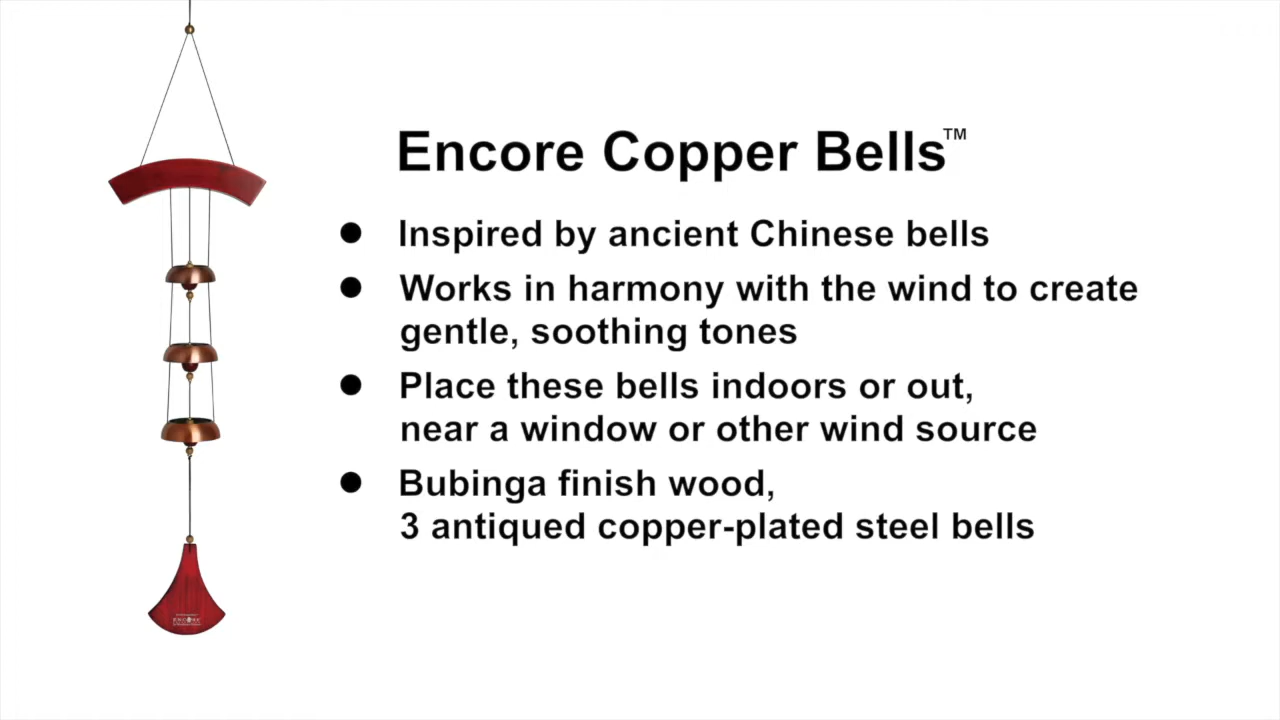 Encore Copper Bells™
● Inspired by ancient Chinese bells
● Works in harmony with the wind to create
gentle, soothing tones
● Place these bells indoors or out,
near a window or other wind source
● Bubinga finish wood,
3 antiqued copper-plated steel bells
ENCORE